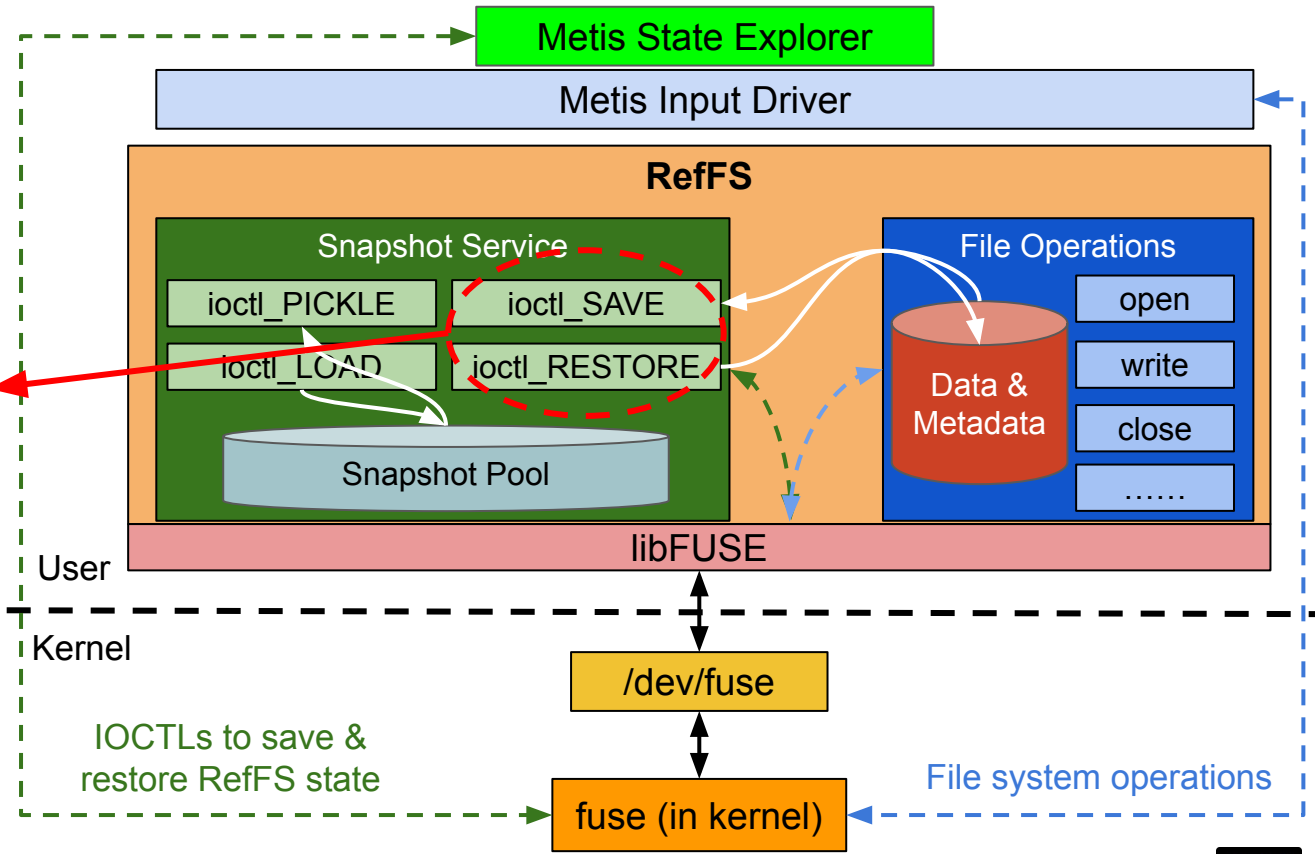 Metis State Explorer
Metis Input Driver
RefFS
Snapshot Service
File Operations
ioctl_PICKLE
ioctl_SAVE
open
ioctl_LOAD
ioctl_RESTORE
write
Data &
Metadata
close
Snapshot Pool
……
libFUSE
User
Kernel
/dev/fuse
IOCTLs to save &
restore RefFS state
File system operations
fuse (in kernel)